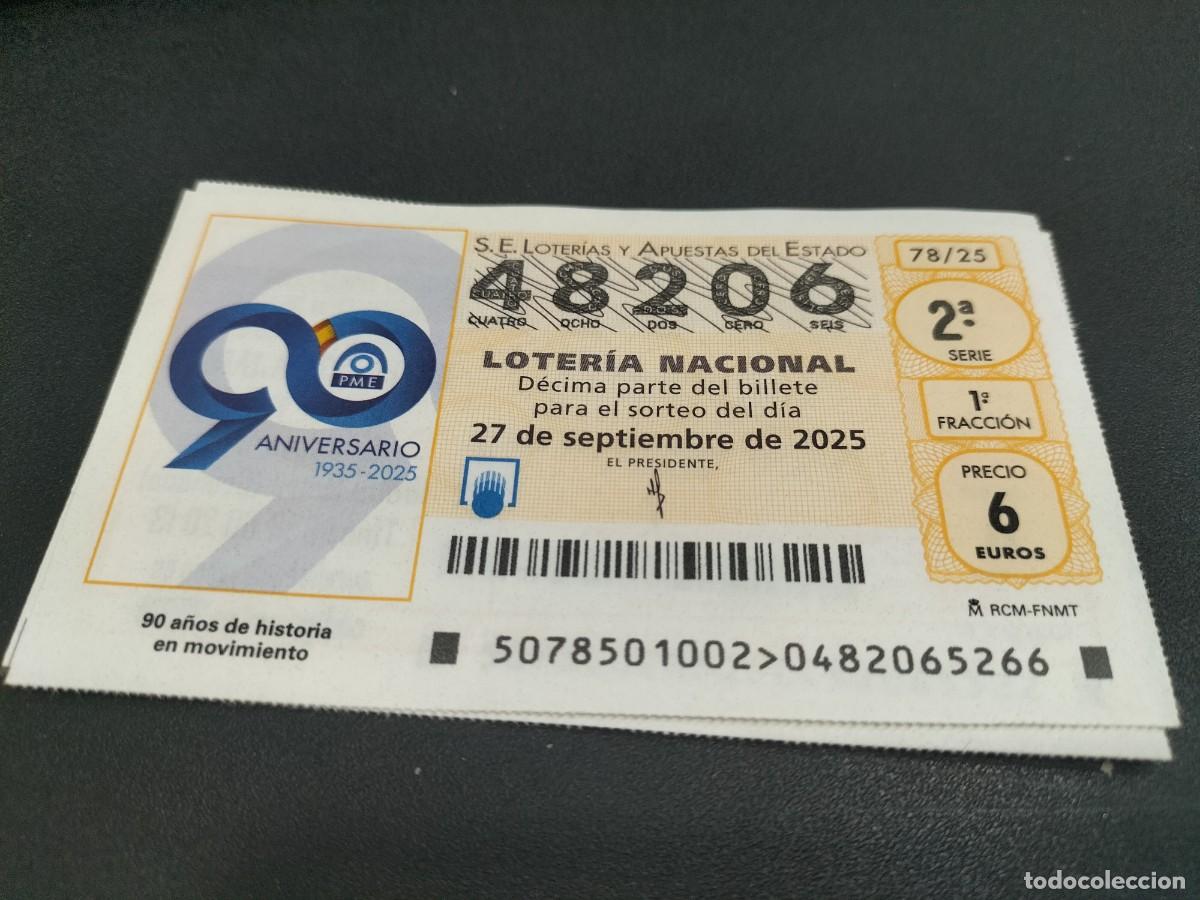 S.E. LOTERÍAS Y APUESTAS DEL ESTADO
48206
CUATRO OCHO DOS CERO SEIS
LOTERÍA NACIONAL
Décima parte del billete
para el sorteo del día
27 de septiembre de 2025
EL PRESIDENTE,
78/25
2ª
SERIE
1ª
FRACCIÓN
PRECIO
6
EUROS
RCM-FNMT
90
PME
ANIVERSARIO
1935-2025
90 años de historia
en movimiento
5078501002>0482065266
todocoleccion